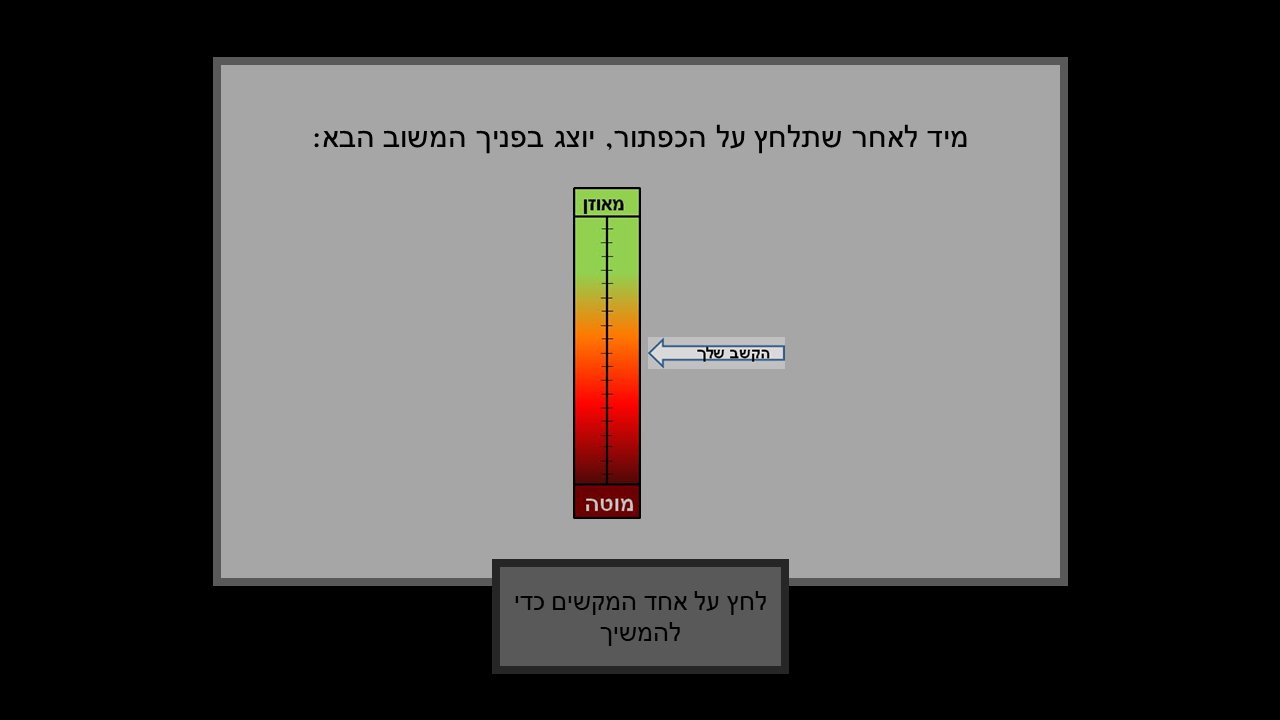 מיד לאחר שתלחץ על הכפתור, יוצג בפניך המשוב הבא:
מאוזן
הקשב שלך
מוטה
לחץ על אחד המקשים כדי
להמשיך